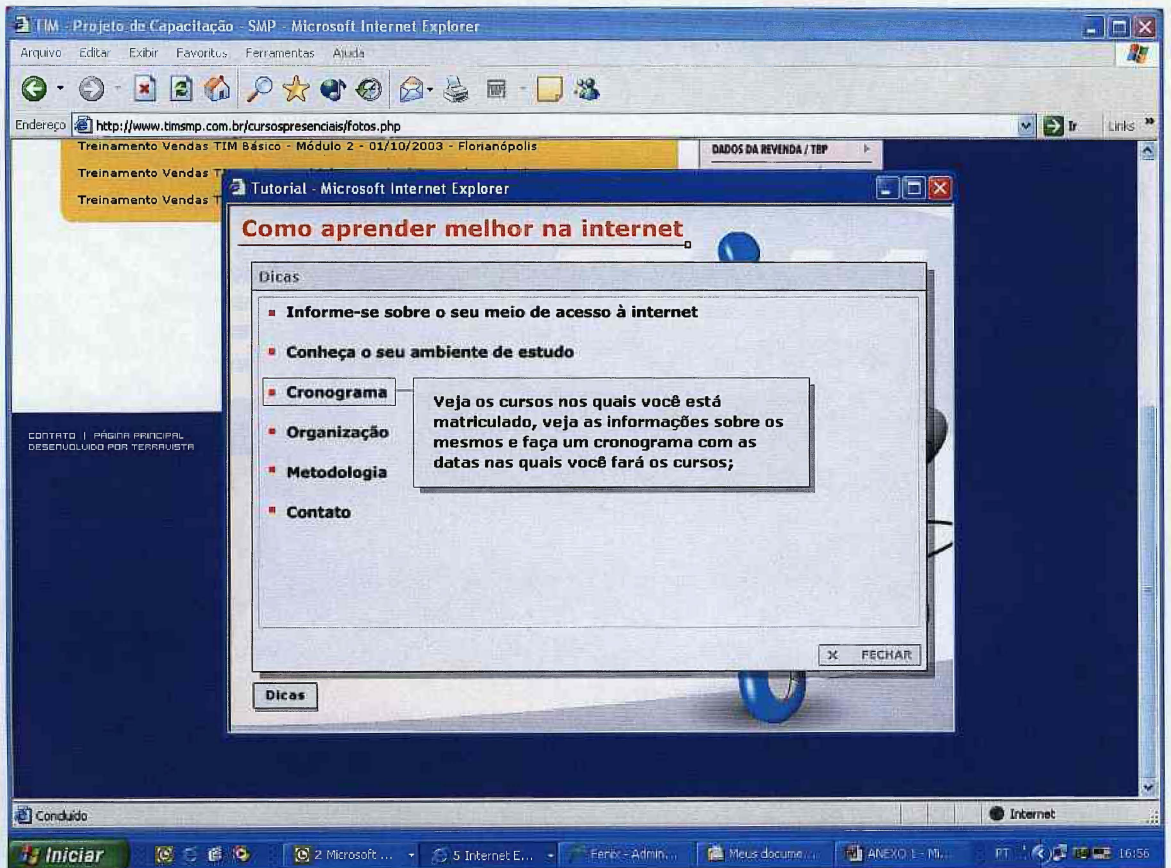 TIM - Projeto de Capacitação - SMP - Microsoft Internet Explorer
Arquivo Editar Exibir Favoritos Ferramentas Ajuda
Endereço http://www.timsmp.com.br/cursospresenciais/fotos.php Ir Links
Treinamento Vendas TIM Básico - Módulo 2 - 01/10/2003 - Florianópolis
DADOS DA REVENDA / TBP
Treinamento Vendas
Treinamento Vendas T
Tutorial - Microsoft Internet Explorer
Como aprender melhor na internet
Dicas
Informe-se sobre o seu meio de acesso à internet
Conheça o seu ambiente de estudo
Cronograma
Veja os cursos nos quais você está
matriculado, veja as informações sobre os
mesmos e faça um cronograma com as
datas nas quais você fará os cursos;
Organização
Metodologia
Contato
X FECHAR
Dicas
CONTATO | PÁGINA PRINCIPAL
DESENVOLVIDO POR TERRAVISTA
Concluído
Internet
Iniciar
2 Microsoft ...
5 Internet E...
Fenix - Admin...
Meus docume...
ANEXO 1 - Mi...
PT
16:56